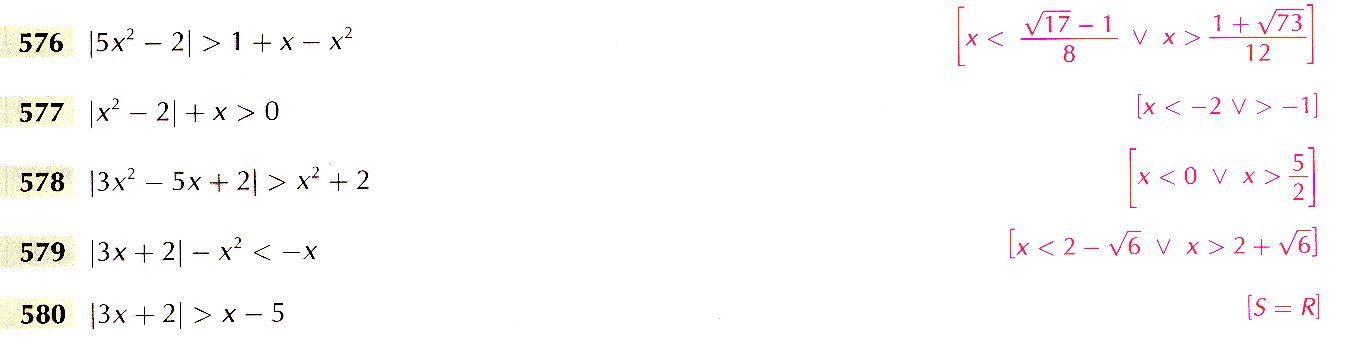 576 |5x² − 2| > 1 + x − x² [x < (√17 − 1)/8 ∨ x > (1 + √73)/12]
577 |x² − 2| + x > 0 [x < −2 ∨ > −1]
578 |3x² − 5x + 2| > x² + 2 [x < 0 ∨ x > 5/2]
579 |3x + 2| − x² < −x [x < 2 − √6 ∨ x > 2 + √6]
580 |3x + 2| > x − 5 [S = R]